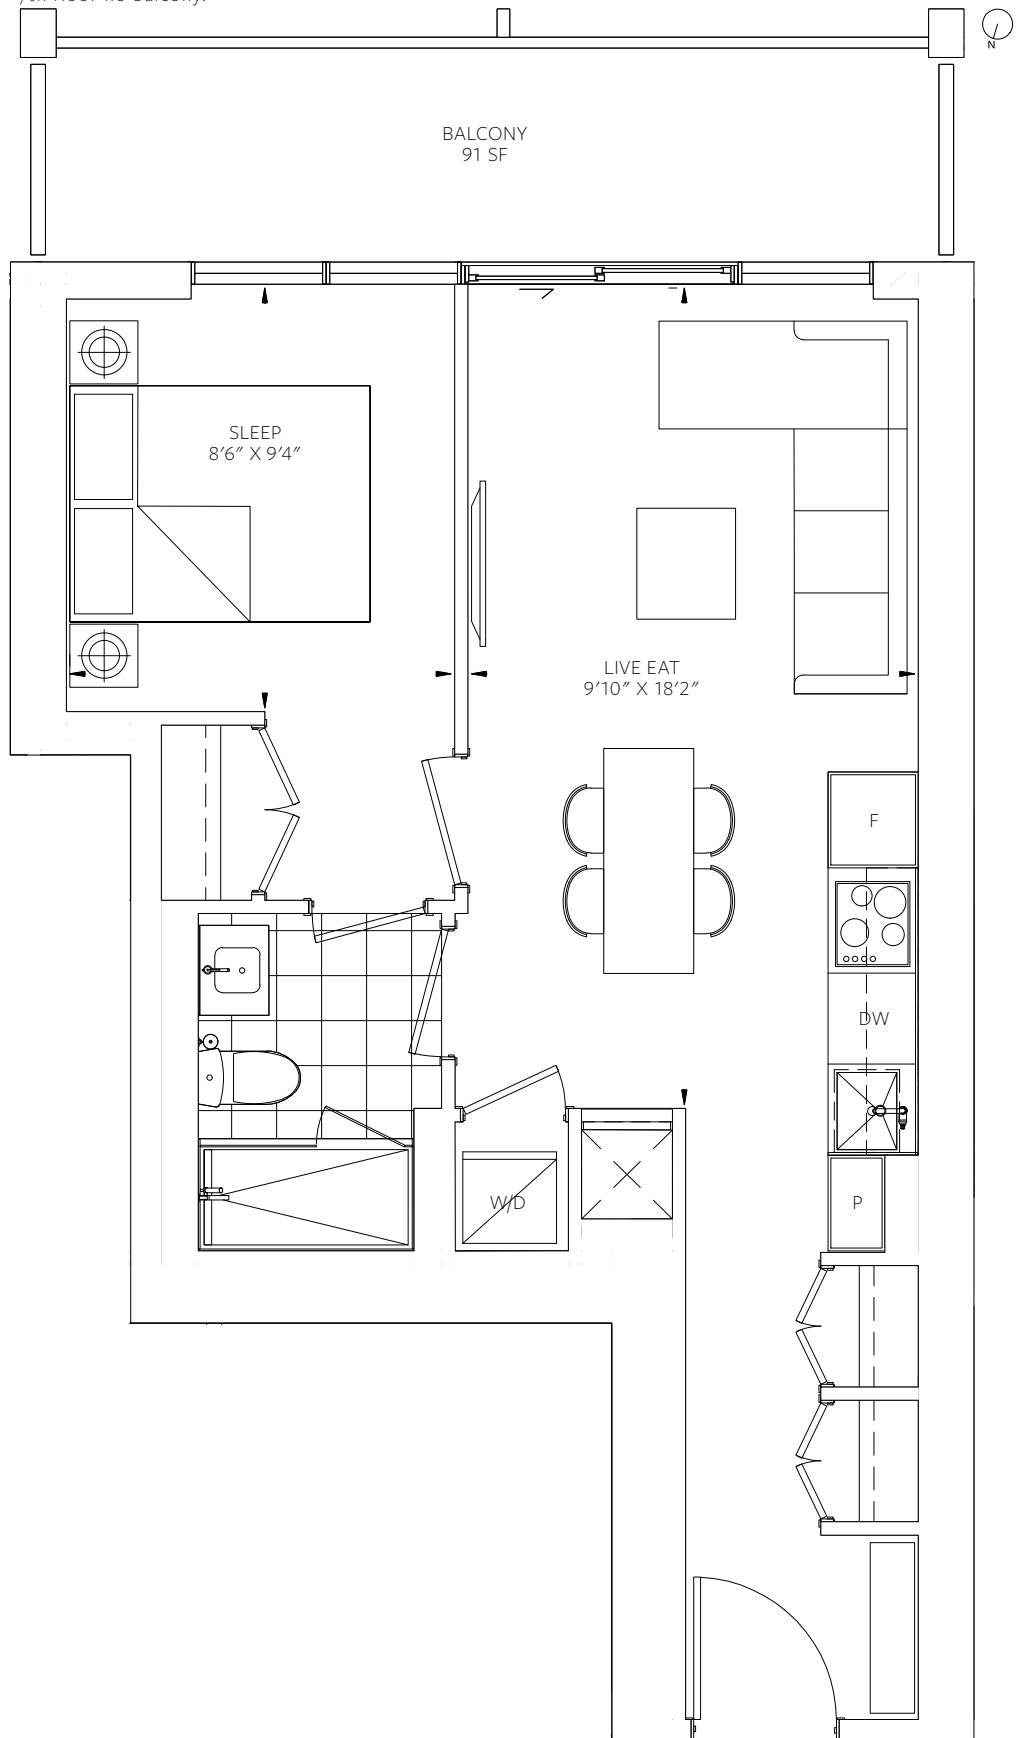 N
BALCONY
91 SF
SLEEP
8′6″ X 9′4″
LIVE EAT
9′10″ X 18′2″
F
DW
W/D
P